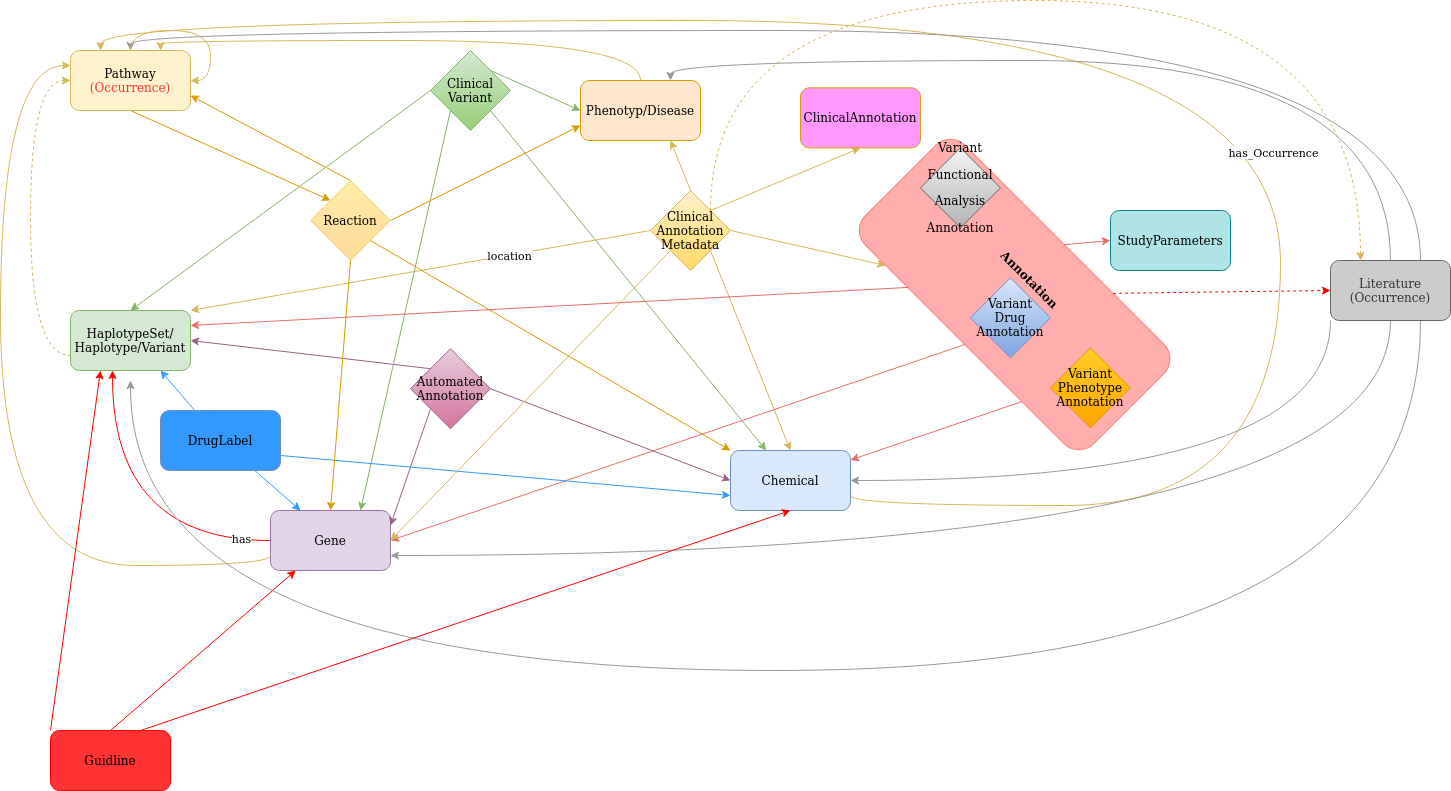 Pathway
(Occurrence)
Clinical
Variant
Phenotyp/Disease
ClinicalAnnotation
Variant
Functional
Analysis
Annotation
has_Occurrence
Reaction
Clinical
Annotation
Metadata
StudyParameters
location
Annotation
Literature
(Occurrence)
HaplotypeSet/
Haplotype/Variant
Variant
Drug
Annotation
Automated
Annotation
Variant
Phenotype
Annotation
DrugLabel
Chemical
has
Gene
Guidline